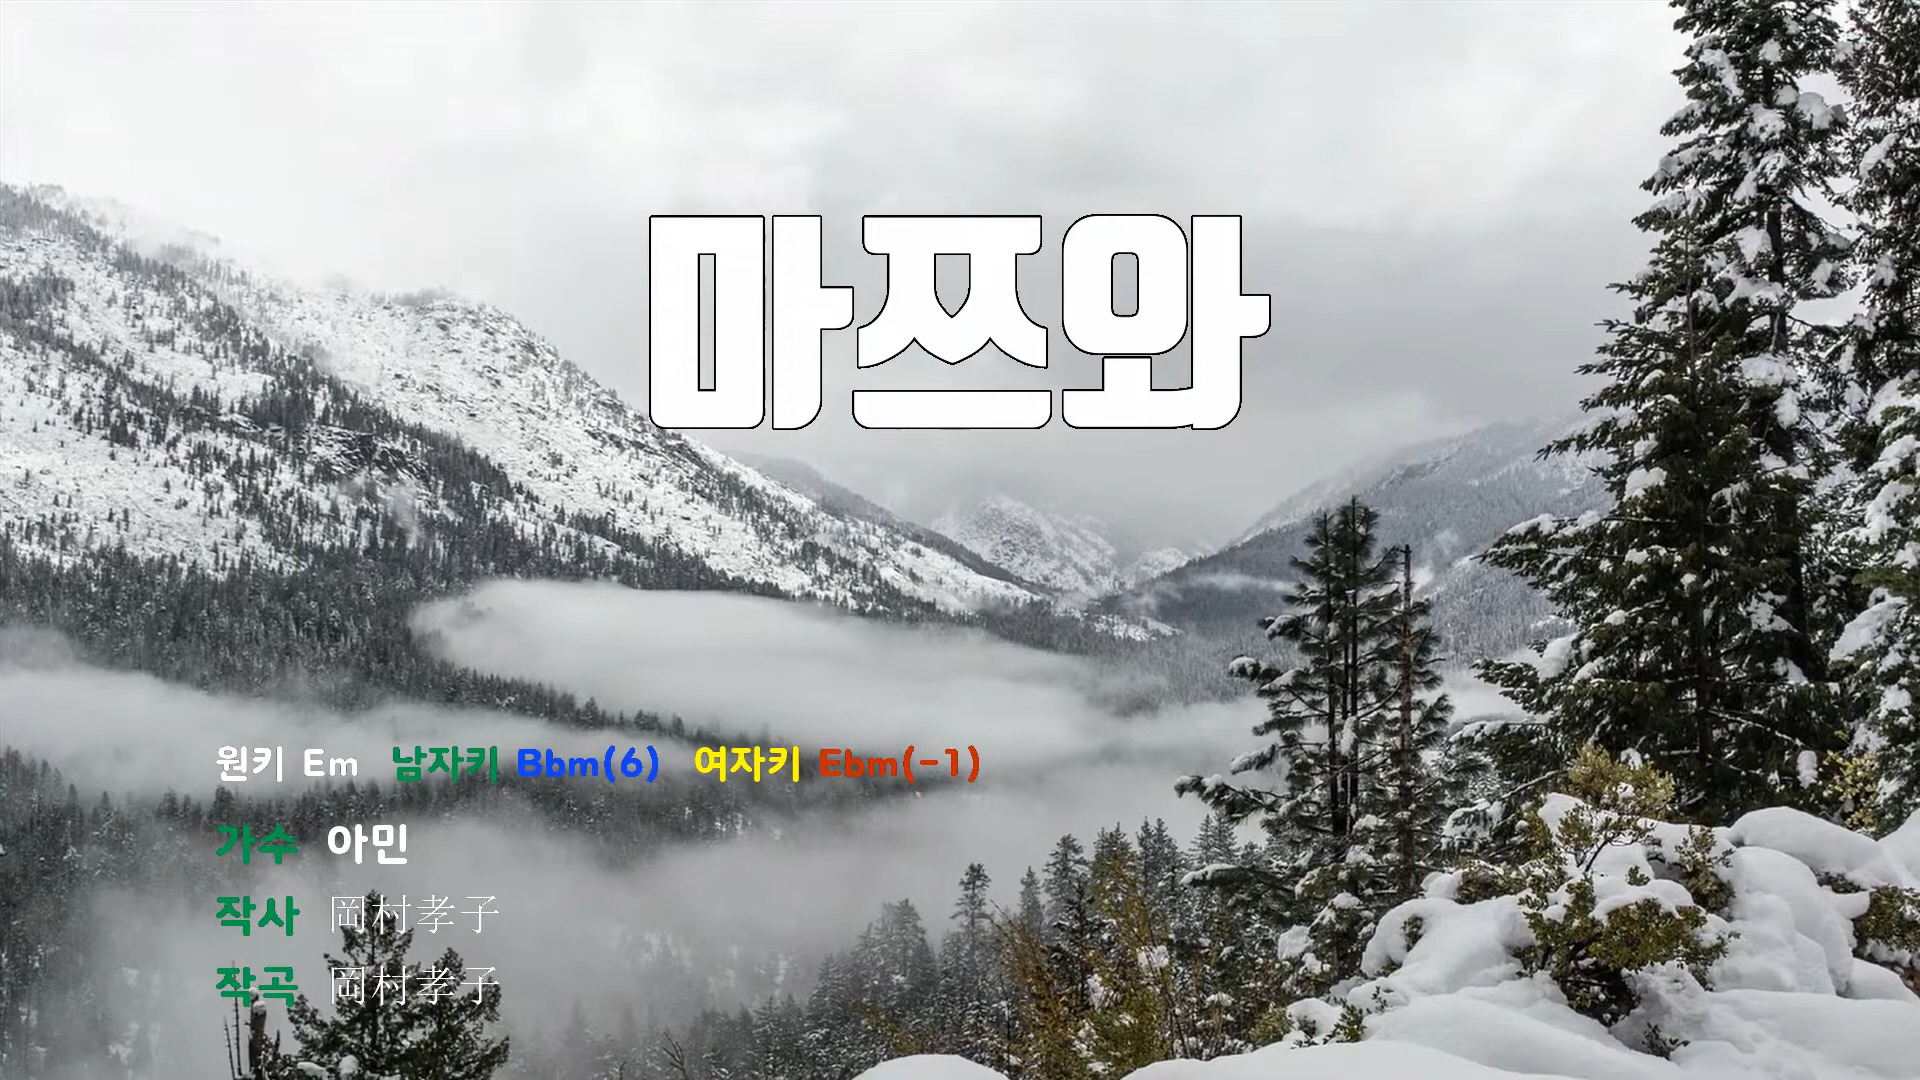 마쯔와
원키 Em 남자키 Bbm(6) 여자키 Ebm(-1)
가수 아민
작사 岡村孝子
작곡 岡村孝子